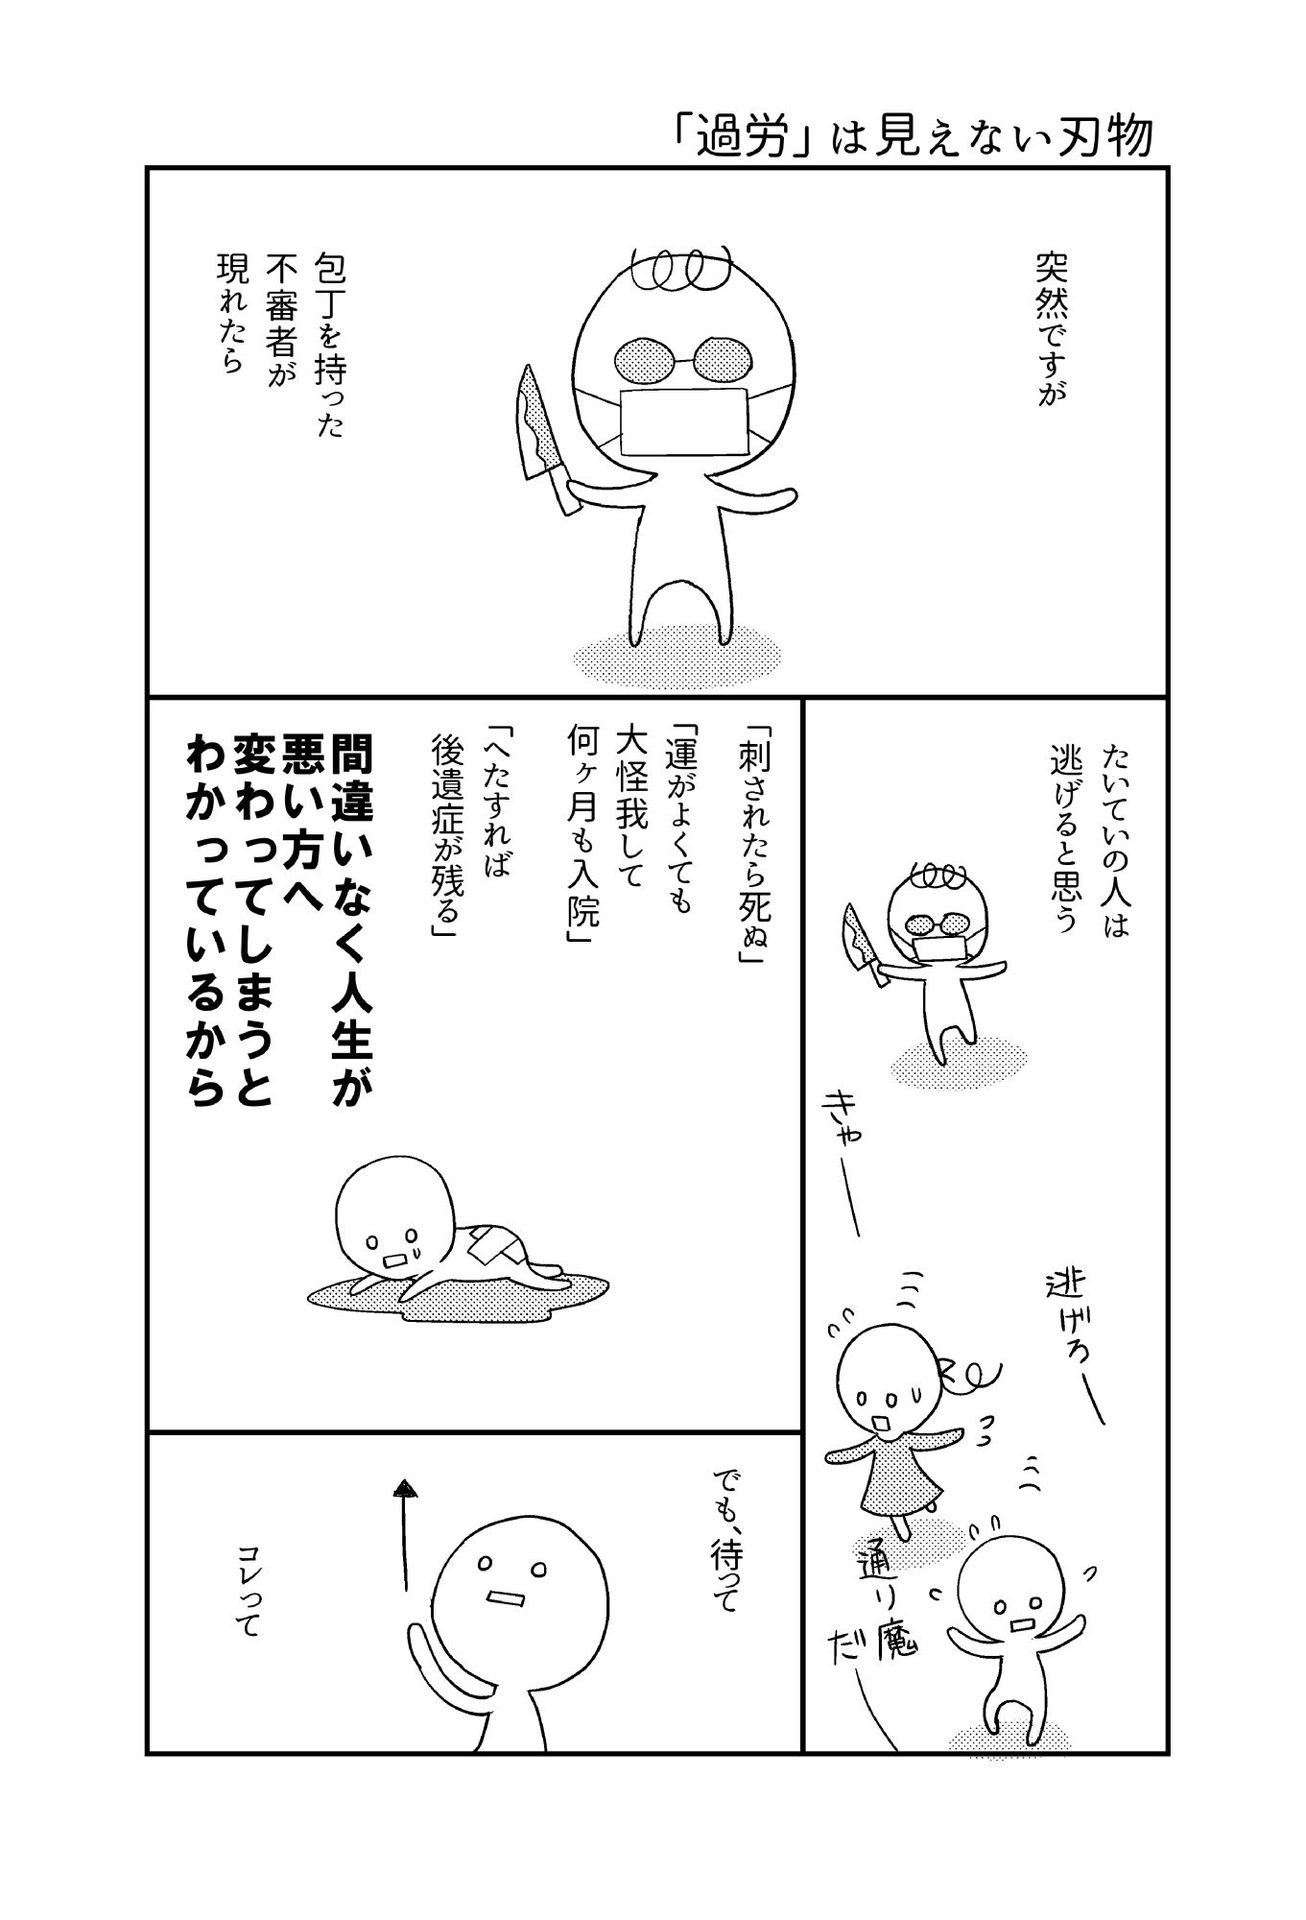 「過労」は見えない刃物
突然ですが
包丁を持った
不審者が
現れたら
たいていの人は
逃げると思う
きゃー
逃げろー
通り魔
だー
「刺されたら死ぬ」
「運がよくても
大怪我して
何ヶ月も入院」
「へたすれば
後遺症が残る」
間違いなく人生が
悪い方へ
変わってしまうと
わかっているから
でも、待って
コレって